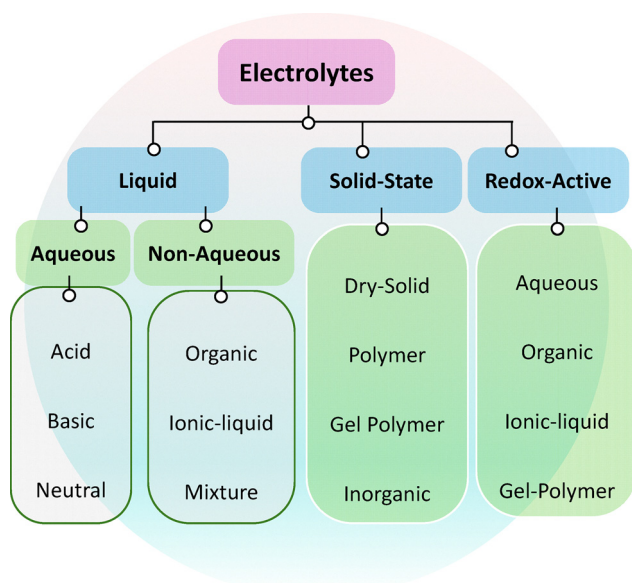 Electrolytes
Liquid
Solid-State
Redox-Active
Aqueous
Non-Aqueous
Acid
Basic
Neutral
Organic
Ionic-liquid
Mixture
Dry-Solid
Polymer
Gel Polymer
Inorganic
Aqueous
Organic
Ionic-liquid
Gel-Polymer